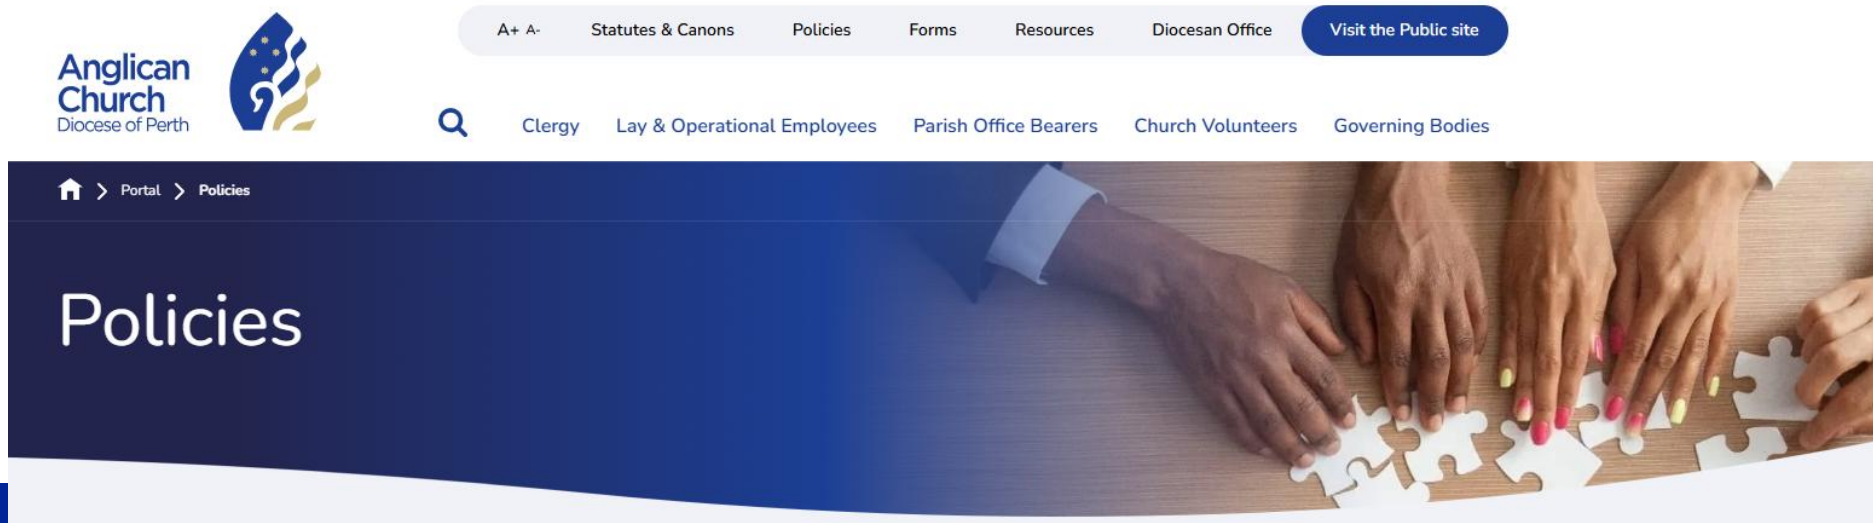 Anglican
Church
Diocese of Perth
A+ A- Statutes & Canons Policies Forms Resources Diocesan Office Visit the Public site
Clergy Lay & Operational Employees Parish Office Bearers Church Volunteers Governing Bodies
Portal Policies
Policies